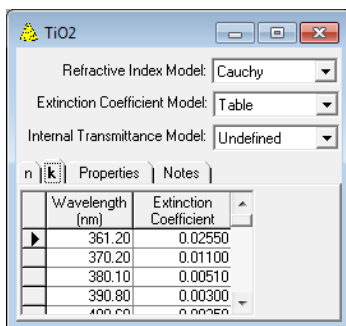 TiO2
Refractive Index Model: Cauchy
Extinction Coefficient Model: Table
Internal Transmittance Model: Undefined
n k Properties Notes
Wavelength (nm) Extinction Coefficient
361.20 0.02550
370.20 0.01100
380.10 0.00510
390.80 0.00300